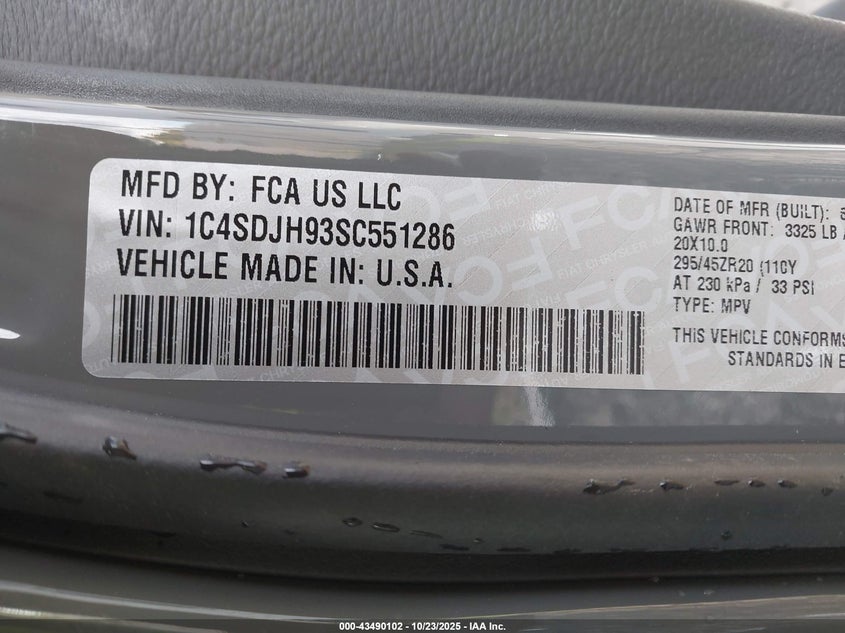 MFD BY: FCA US LLC
VIN: 1C4SDJH93SC551286
VEHICLE MADE IN: U.S.A.
DATE OF MFR (BUILT):
GAWR FRONT: 3325 LB
20X10.0
295/45ZR20 (110Y
AT 230 kPa / 33 PSI
TYPE: MPV
THIS VEHICLE CONFORMS
STANDARDS IN E
000-43490102 - 10/23/2025 - IAA Inc.